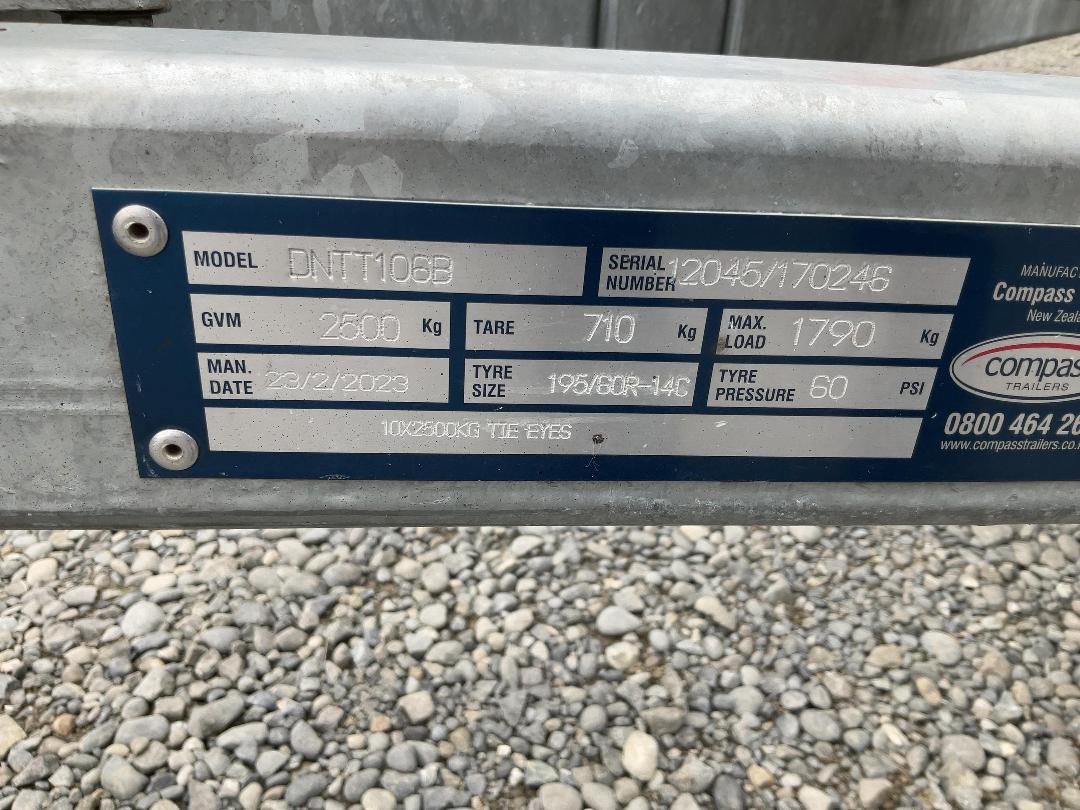 MODEL DNTT106B
SERIAL NUMBER 12045/170246
GVM 2500 Kg
TARE 710 Kg
MAX. LOAD 1790 Kg
MAN. DATE 23/2/2023
TYRE SIZE 195/60R-14C
TYRE PRESSURE 60 PSI
10X2500KG TIE EYES
MANUFAC
Compass
New Zeala
compass
TRAILERS
0800 464 26
www.compasstrailers.co.